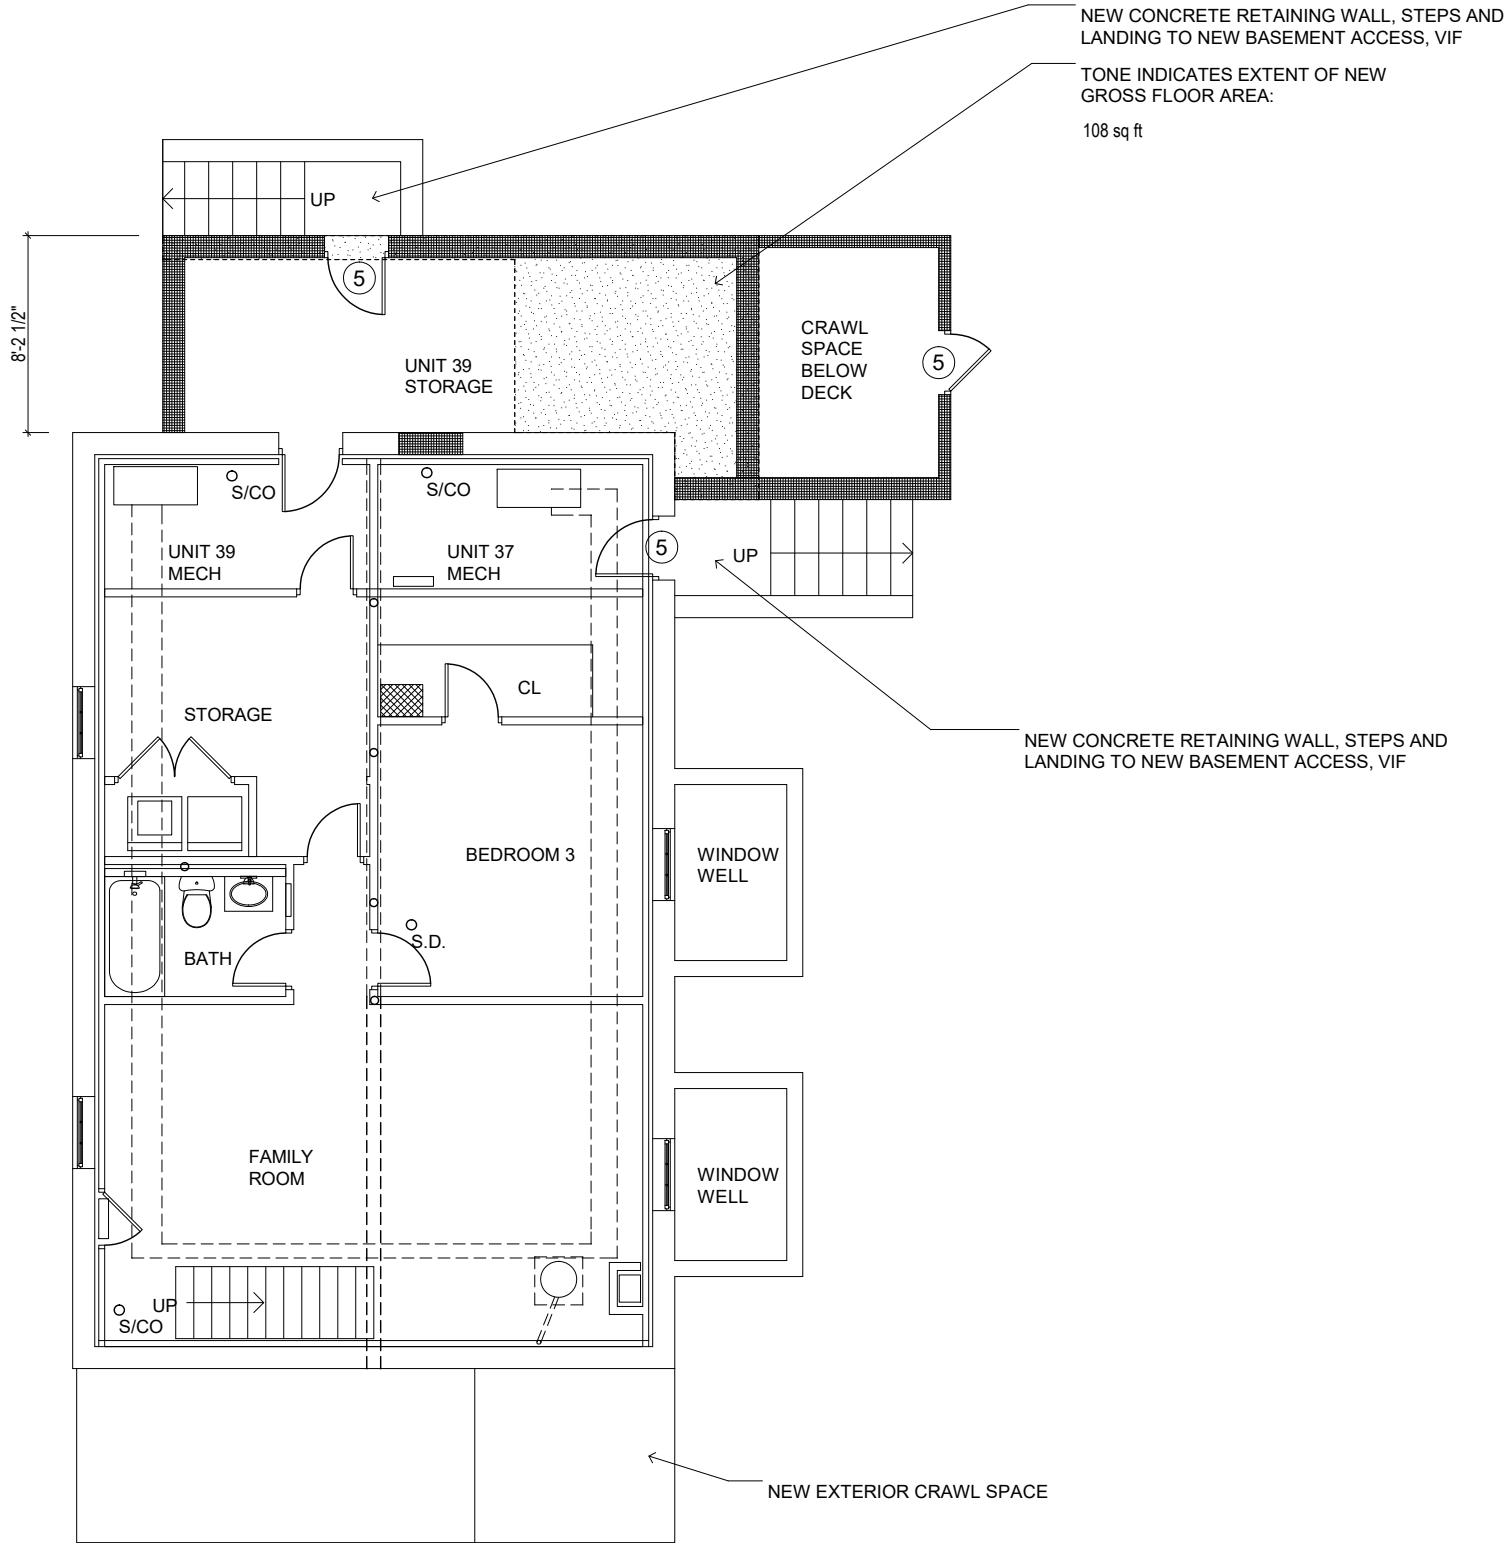 NEW CONCRETE RETAINING WALL, STEPS AND
LANDING TO NEW BASEMENT ACCESS, VIF
TONE INDICATES EXTENT OF NEW
GROSS FLOOR AREA:
108 sq ft
UP
5
8'-2 1/2"
CRAWL
SPACE
BELOW
DECK
5
UNIT 39
STORAGE
S/CO
S/CO
UNIT 39
MECH
UNIT 37
MECH
5
UP
CL
STORAGE
NEW CONCRETE RETAINING WALL, STEPS AND
LANDING TO NEW BASEMENT ACCESS, VIF
BEDROOM 3
WINDOW
WELL
S.D.
BATH
FAMILY
ROOM
WINDOW
WELL
UP
S/CO
NEW EXTERIOR CRAWL SPACE